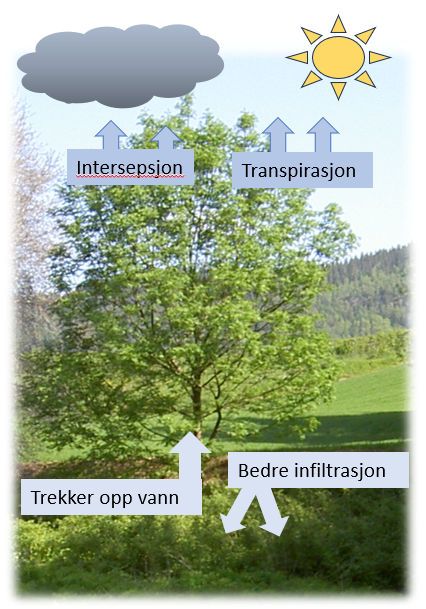 Intersepsjon
Transpirasjon
Bedre infiltrasjon
Trekker opp vann